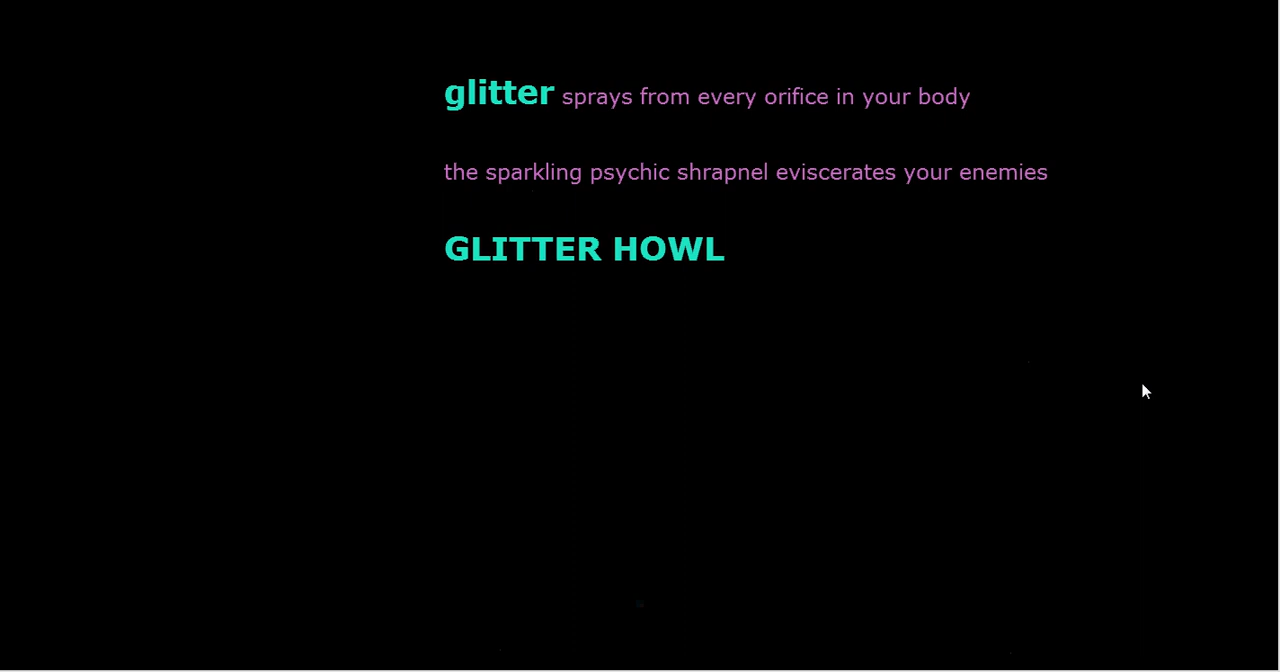 glitter sprays from every orifice in your body
the sparkling psychic shrapnel eviscerates your enemies
GLITTER HOWL